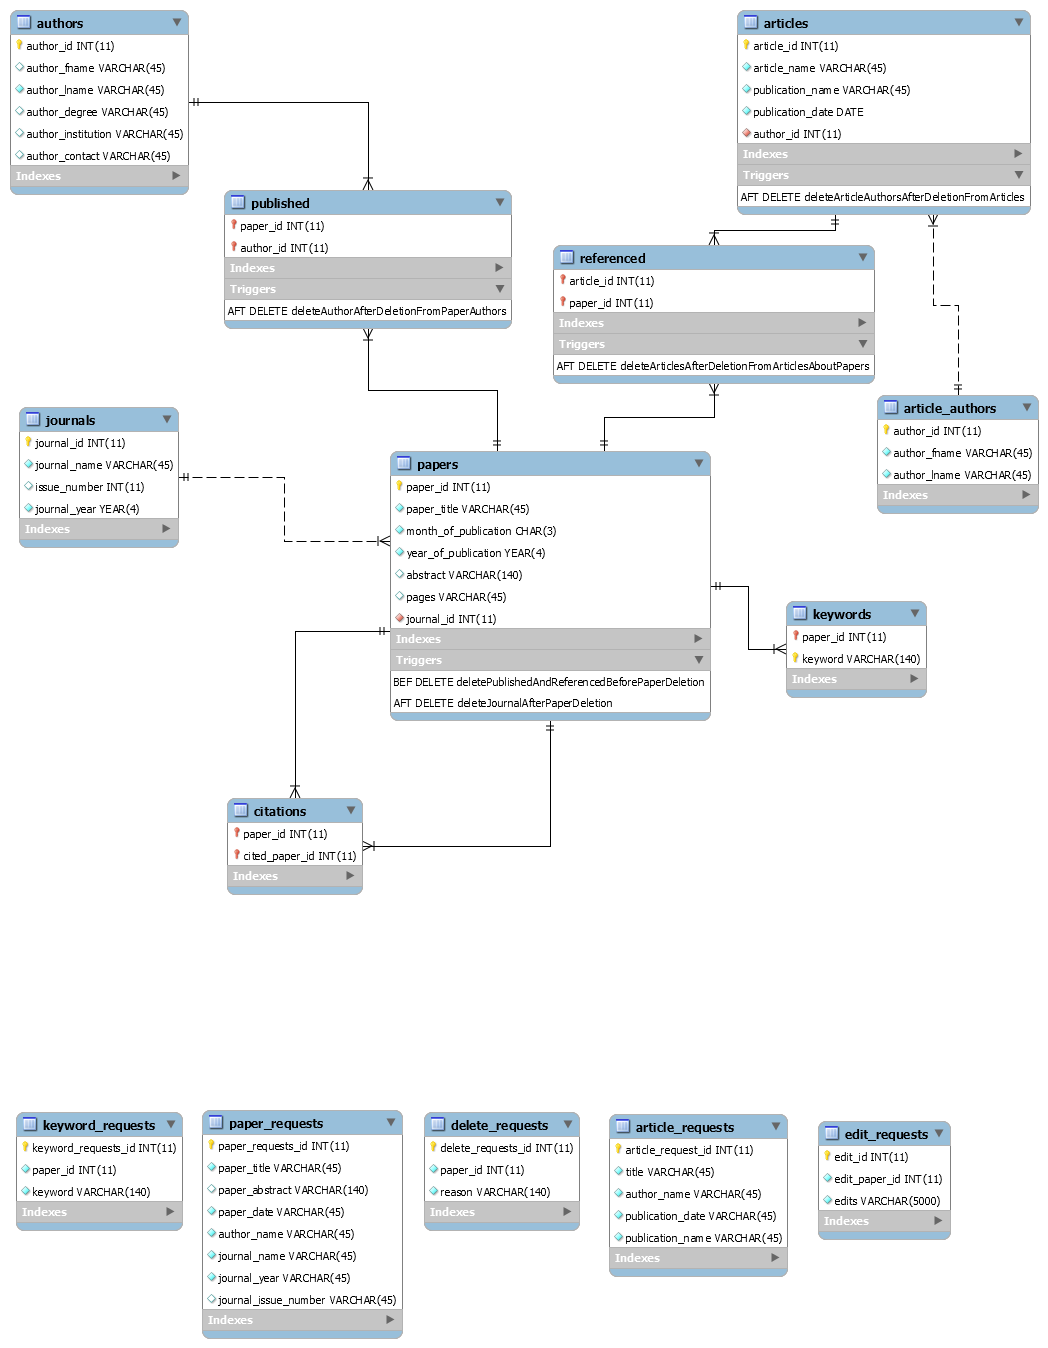 authors
author_id INT(11)
author_fname VARCHAR(45)
author_lname VARCHAR(45)
author_degree VARCHAR(45)
author_institution VARCHAR(45)
author_contact VARCHAR(45)
Indexes
articles
article_id INT(11)
article_name VARCHAR(45)
publication_name VARCHAR(45)
publication_date DATE
author_id INT(11)
Indexes
Triggers
AFT DELETE deleteArticleAuthorsAfterDeletionFromArticles
published
paper_id INT(11)
author_id INT(11)
Indexes
Triggers
AFT DELETE deleteAuthorAfterDeletionFromPaperAuthors
referenced
article_id INT(11)
paper_id INT(11)
Indexes
Triggers
AFT DELETE deleteArticlesAfterDeletionFromArticlesAboutPapers
journals
journal_id INT(11)
journal_name VARCHAR(45)
issue_number INT(11)
journal_year YEAR(4)
Indexes
article_authors
author_id INT(11)
author_fname VARCHAR(45)
author_lname VARCHAR(45)
Indexes
papers
paper_id INT(11)
paper_title VARCHAR(45)
month_of_publication CHAR(3)
year_of_publication YEAR(4)
abstract VARCHAR(140)
pages VARCHAR(45)
journal_id INT(11)
Indexes
Triggers
BEF DELETE deletePublishedAndReferencedBeforePaperDeletion
AFT DELETE deleteJournalAfterPaperDeletion
keywords
paper_id INT(11)
keyword VARCHAR(140)
Indexes
citations
paper_id INT(11)
cited_paper_id INT(11)
Indexes
keyword_requests
keyword_requests_id INT(11)
paper_id INT(11)
keyword VARCHAR(140)
Indexes
paper_requests
paper_requests_id INT(11)
paper_title VARCHAR(45)
paper_abstract VARCHAR(140)
paper_date VARCHAR(45)
author_name VARCHAR(45)
journal_name VARCHAR(45)
journal_year VARCHAR(45)
journal_issue_number VARCHAR(45)
Indexes
delete_requests
delete_requests_id INT(11)
paper_id INT(11)
reason VARCHAR(140)
Indexes
article_requests
article_request_id INT(11)
title VARCHAR(45)
author_name VARCHAR(45)
publication_date VARCHAR(45)
publication_name VARCHAR(45)
Indexes
edit_requests
edit_id INT(11)
edit_paper_id INT(11)
edits VARCHAR(5000)
Indexes